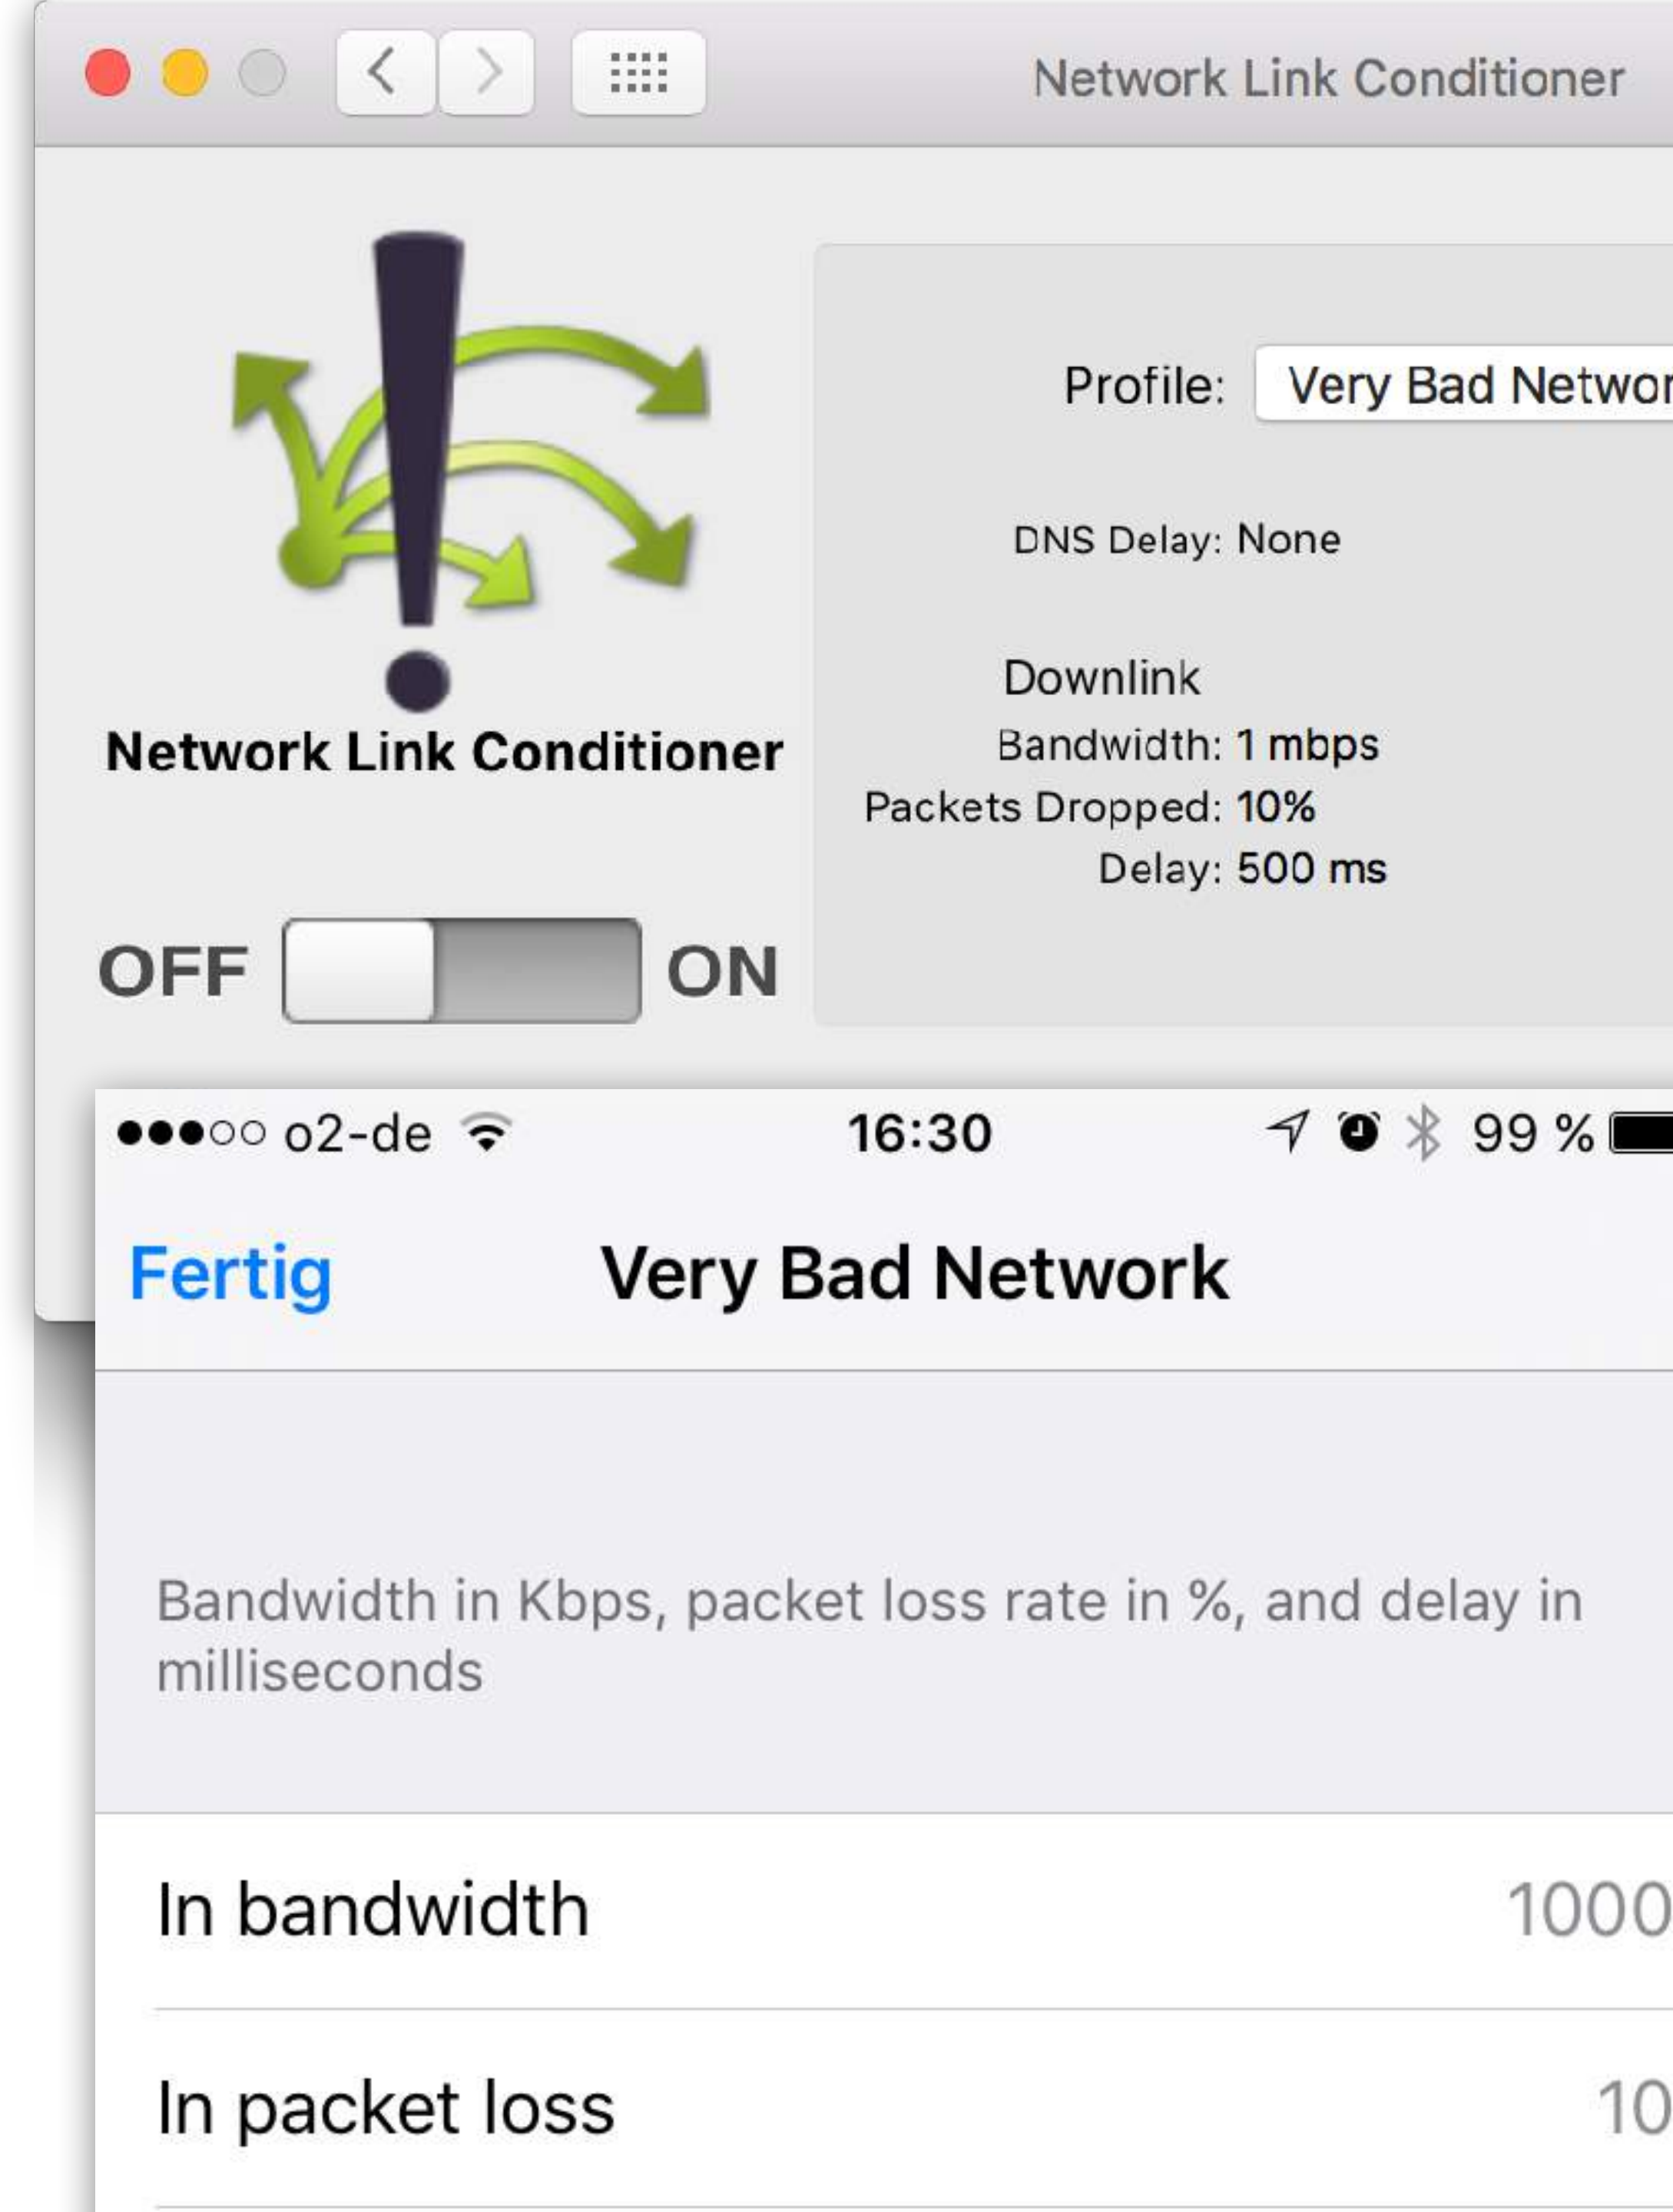 Network Link Conditioner
Profile: Very Bad Networ
DNS Delay: None
Downlink
Bandwidth: 1 mbps
Packets Dropped: 10%
Delay: 500 ms
Network Link Conditioner
OFF ON
o2-de 16:30 99 %
Fertig Very Bad Network
Bandwidth in Kbps, packet loss rate in %, and delay in
milliseconds
In bandwidth 1000
In packet loss 10